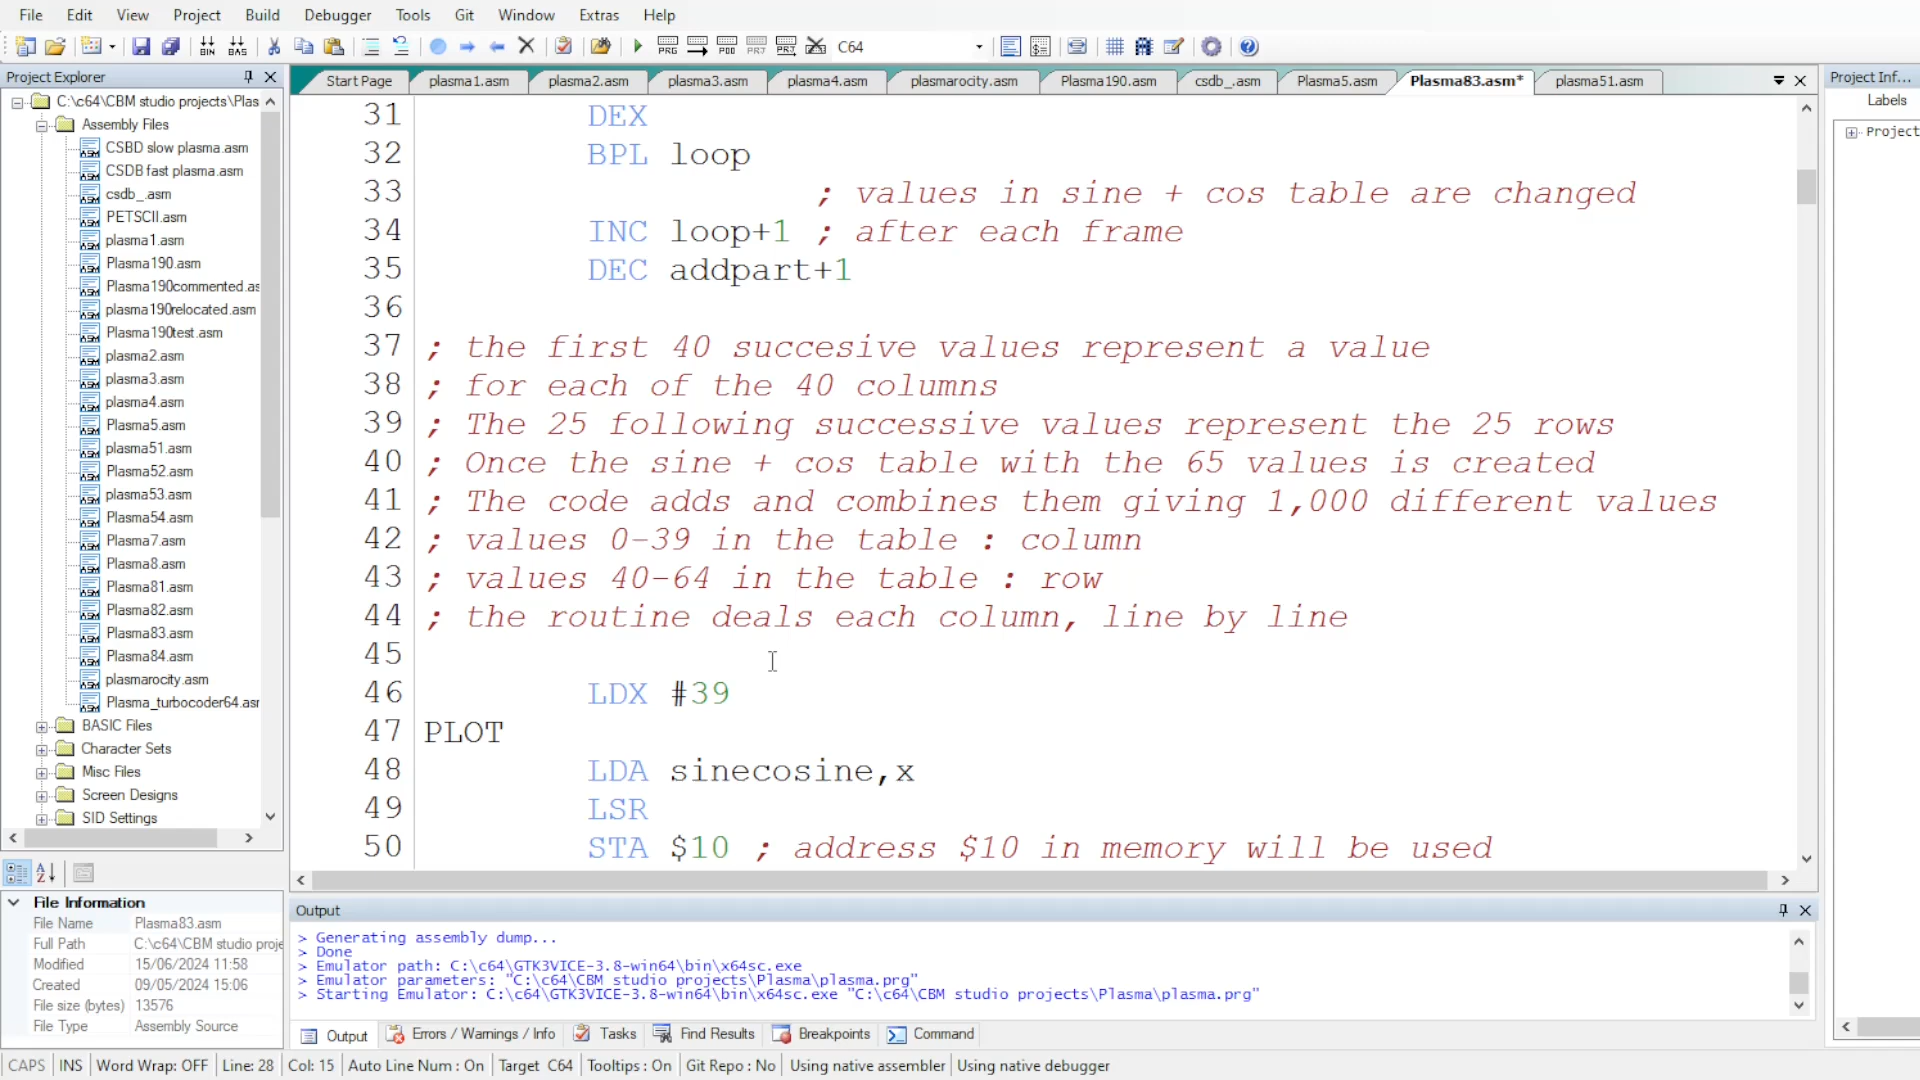 File Edit View Project Build Debugger Tools Git Window Extras Help
BIN BAS PRG PRG PRJ C64
Project Explorer
Start Page plasma1.asm plasma2.asm plasma3.asm plasma4.asm plasmarocity.asm Plasma190.asm csdb_.asm Plasma5.asm Plasma83.asm* plasma51.asm
Project Inf...
Labels
Project
C:\c64\CBM studio projects\Plas
Assembly Files
CSBD slow plasma.asm
CSDB fast plasma.asm
csdb_.asm
PETSCII.asm
plasma1.asm
Plasma190.asm
Plasma190commented.as
plasma190relocated.asm
Plasma190test.asm
plasma2.asm
plasma3.asm
plasma4.asm
Plasma5.asm
plasma51.asm
Plasma52.asm
plasma53.asm
Plasma54.asm
Plasma7.asm
Plasma8.asm
Plasma81.asm
Plasma82.asm
Plasma83.asm
Plasma84.asm
plasmarocity.asm
Plasma_turbocoder64.asr
BASIC Files
Character Sets
Misc Files
Screen Designs
SID Settings
31 DEX
32 BPL loop
33 ; values in sine + cos table are changed
34 INC loop+1 ; after each frame
35 DEC addpart+1
36
37 ; the first 40 succesive values represent a value
38 ; for each of the 40 columns
39 ; The 25 following successive values represent the 25 rows
40 ; Once the sine + cos table with the 65 values is created
41 ; The code adds and combines them giving 1,000 different values
42 ; values 0-39 in the table : column
43 ; values 40-64 in the table : row
44 ; the routine deals each column, line by line
45
46 LDX #39
47 PLOT
48 LDA sinecosine,x
49 LSR
50 STA $10 ; address $10 in memory will be used
File Information
File Name Plasma83.asm
Full Path C:\c64\CBM studio proje
Modified 15/06/2024 11:58
Created 09/05/2024 15:06
File size (bytes) 13576
File Type Assembly Source
Output
> Generating assembly dump...
> Done
> Emulator path: C:\c64\GTK3VICE-3.8-win64\bin\x64sc.exe
> Emulator parameters: "C:\c64\CBM studio projects\Plasma\plasma.prg"
> Starting Emulator: C:\c64\GTK3VICE-3.8-win64\bin\x64sc.exe "C:\c64\CBM studio projects\Plasma\plasma.prg"
Output Errors / Warnings / Info Tasks Find Results Breakpoints Command
CAPS INS Word Wrap: OFF Line: 28 Col: 15 Auto Line Num : On Target C64 Tooltips : On Git Repo : No Using native assembler Using native debugger